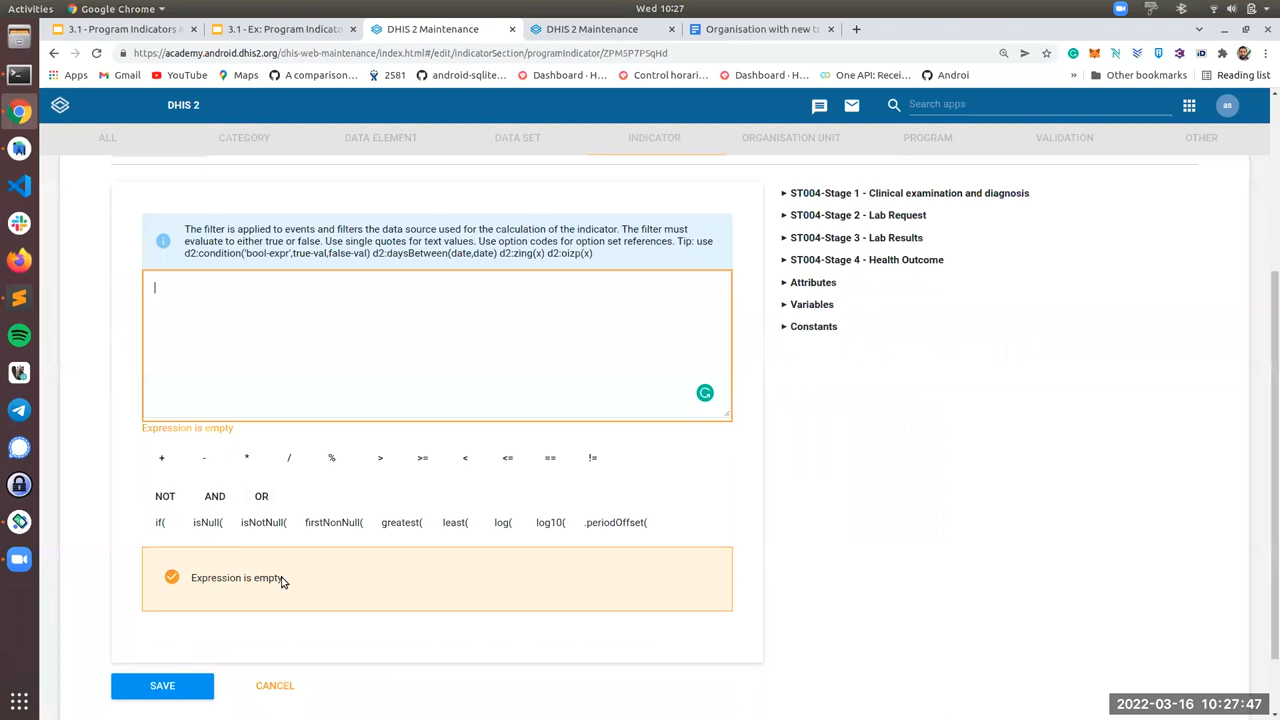 Activities
Google Chrome
Wed 10:27
3.1 - Program Indicators e
3.1 - Ex: Program Indicator
DHIS 2 Maintenance
DHIS 2 Maintenance
Organisation with new t
https://academy.android.dhis2.org/dhis-web-maintenance/index.html#/edit/indicatorSection/programIndicator/ZPMSP7PSqHd
Apps
Gmail
YouTube
Maps
A comparison...
2581
android-sqlite...
Dashboard · H...
Control horari...
Dashboard · H...
One API: Recei...
Androi
»
Other bookmarks
Reading list
DHIS 2
Search apps
as
ALL
CATEGORY
DATA ELEMENT
DATA SET
INDICATOR
ORGANISATION UNIT
PROGRAM
VALIDATION
OTHER
The filter is applied to events and filters the data source used for the calculation of the indicator. The filter must
evaluate to either true or false. Use single quotes for text values. Use option codes for option set references. Tip: use
d2:condition('bool-expr',true-val,false-val) d2:daysBetween(date,date) d2:zing(x) d2:oizp(x)
Expression is empty
+ - * / % > >= < <= == !=
NOT AND OR
if( isNull( isNotNull( firstNonNull( greatest( least( log( log10( .periodOffset(
Expression is empty
SAVE
CANCEL
ST004-Stage 1 - Clinical examination and diagnosis
ST004-Stage 2 - Lab Request
ST004-Stage 3 - Lab Results
ST004-Stage 4 - Health Outcome
Attributes
Variables
Constants
2022-03-16 10:27:47